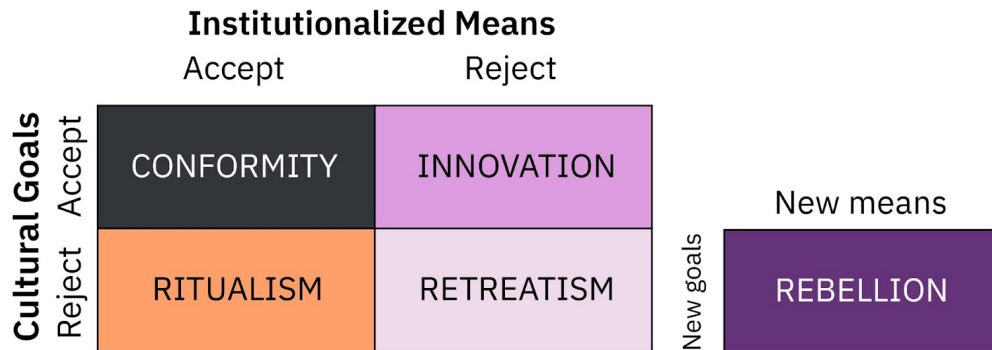 Institutionalized Means
Accept Reject
Cultural Goals
Accept
CONFORMITY INNOVATION
New means
Reject
RITUALISM RETREATISM
New goals
REBELLION